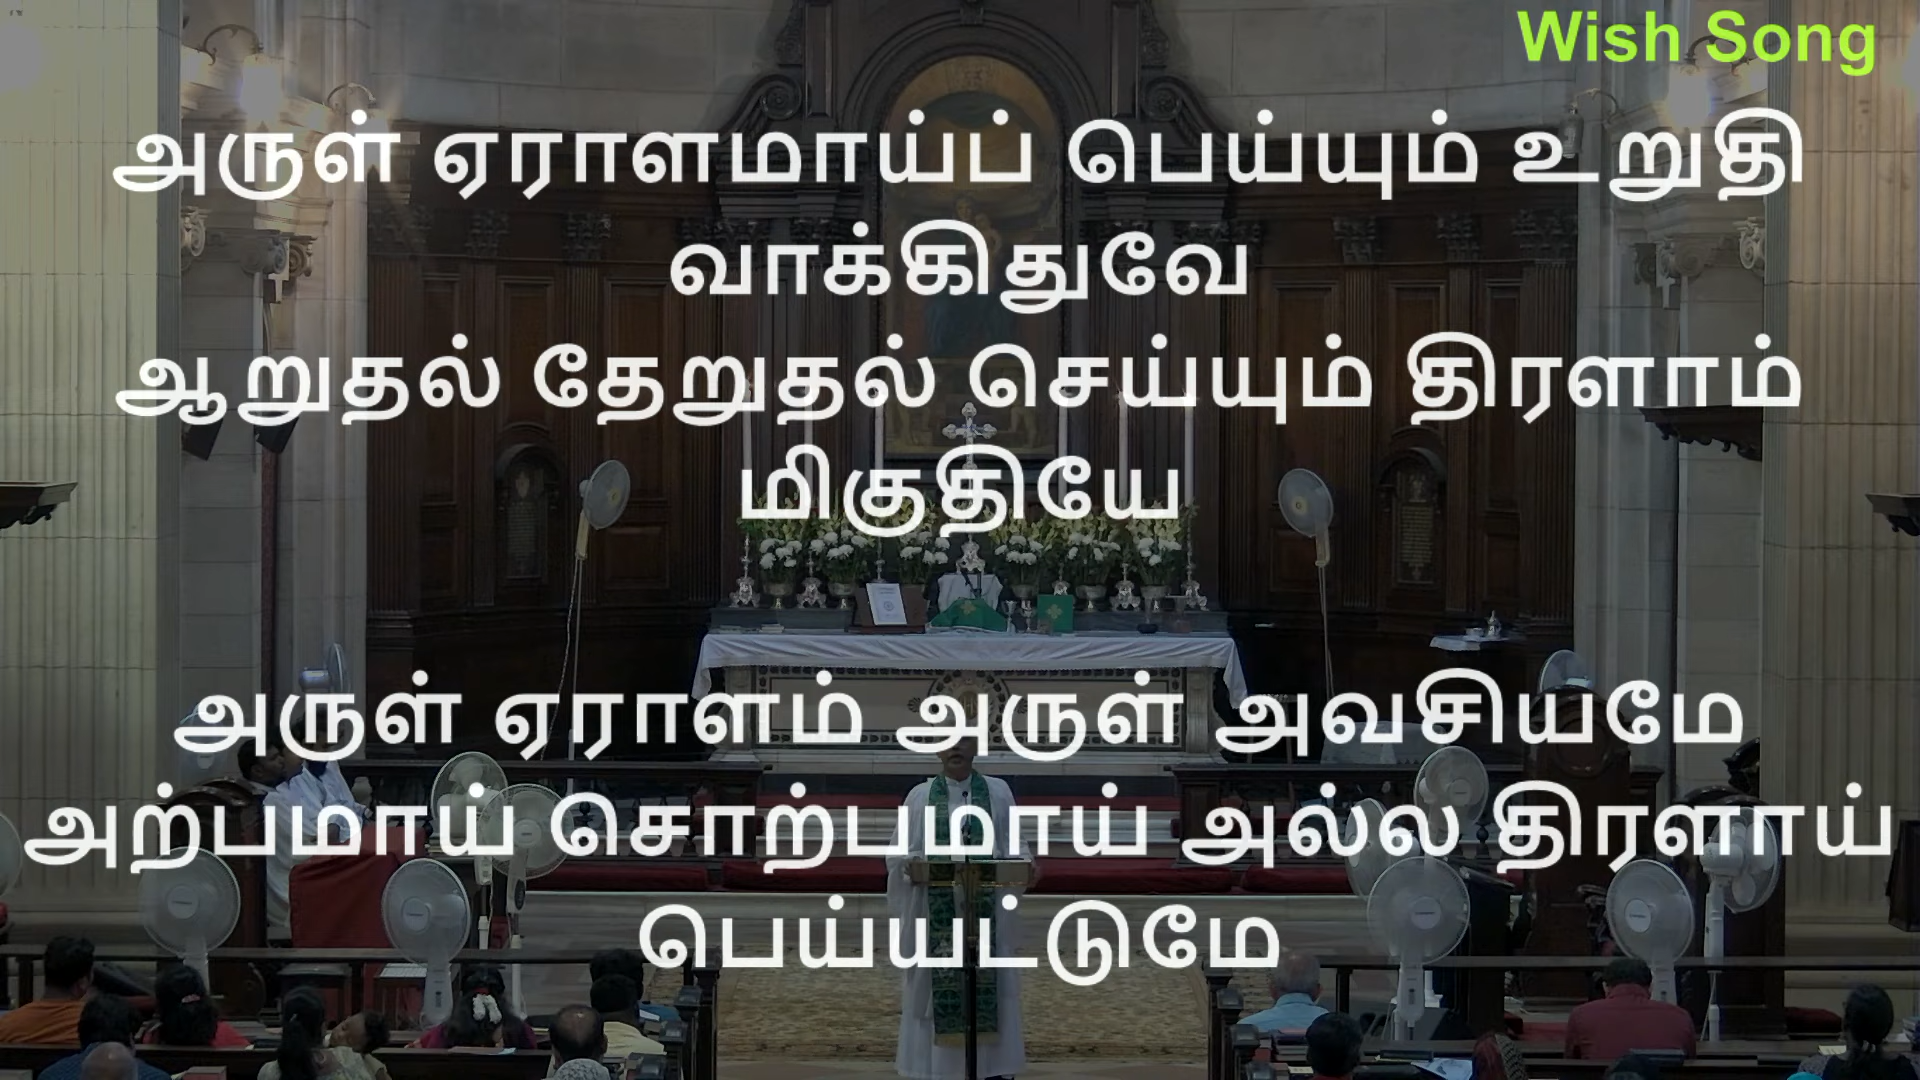 Wish Song
அருள் ஏராளமாய்ப் பெய்யும் உறுதி
வாக்கிதுவே
ஆறுதல் தேறுதல் செய்யும் திரளாம்
மிகுதியே
அருள் ஏராளம் அருள் அவசியமே
அற்பமாய் சொற்பமாய் அல்ல திரளாய்
பெய்யட்டுமே